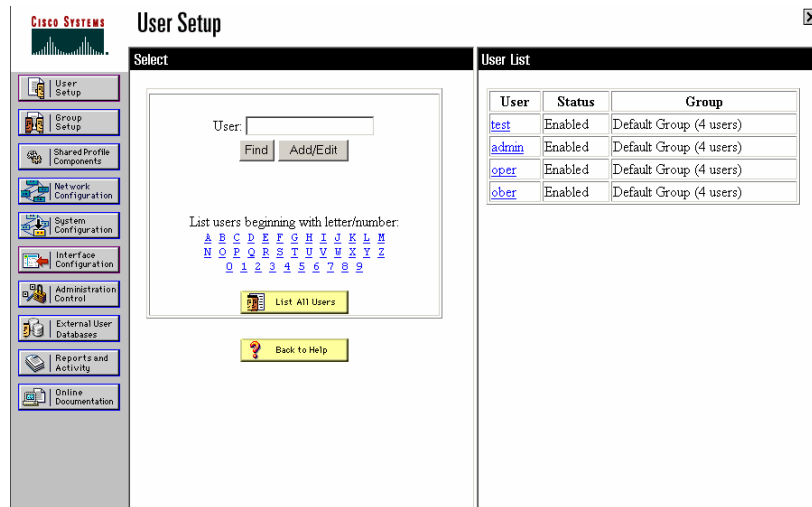 CISCO SYSTEMS
User Setup
User
Setup
Group
Setup
Shared Profile
Components
Network
Configuration
System
Configuration
Interface
Configuration
Administration
Control
External User
Databases
Reports and
Activity
Online
Documentation
Select
User:
Find Add/Edit
List users beginning with letter/number:
A B C D E F G H I J K L M
N O P Q R S T U V W X Y Z
0 1 2 3 4 5 6 7 8 9
List All Users
Back to Help
User List
User Status Group
test Enabled Default Group (4 users)
admin Enabled Default Group (4 users)
oper Enabled Default Group (4 users)
ober Enabled Default Group (4 users)